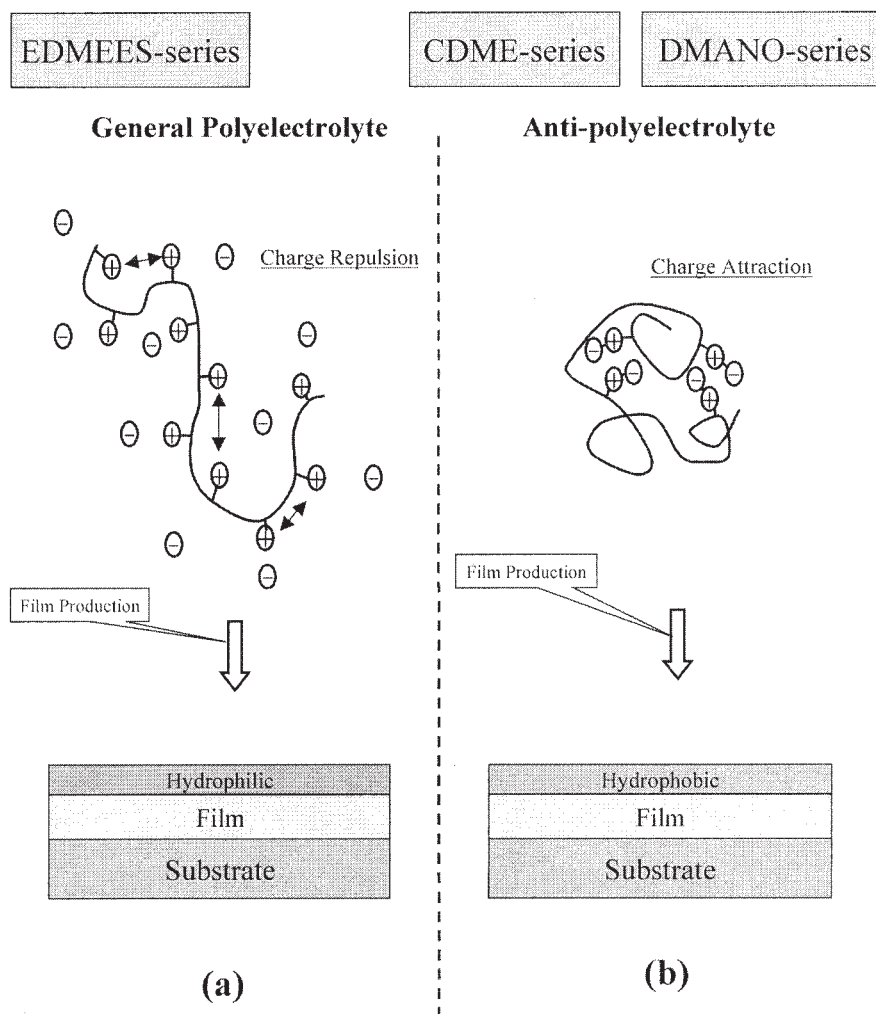 EDMEES-series
CDME-series
DMANO-series
General Polyelectrolyte
Anti-polyelectrolyte
Charge Repulsion
Charge Attraction
Film Production
Film Production
Hydrophilic
Film
Substrate
Hydrophobic
Film
Substrate
(a)
(b)